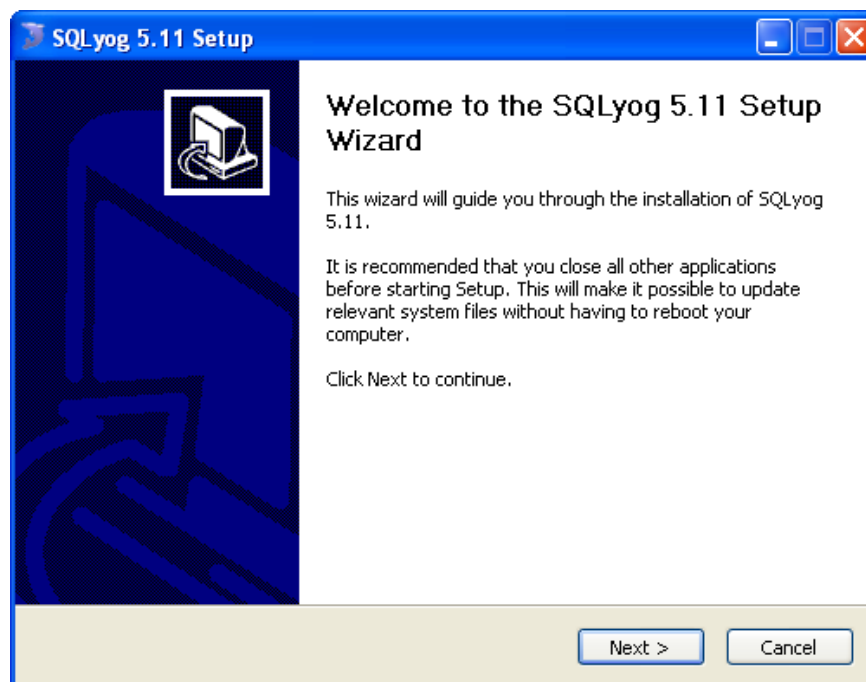 SQLyog 5.11 Setup
Welcome to the SQLyog 5.11 Setup
Wizard
This wizard will guide you through the installation of SQLyog
5.11.
It is recommended that you close all other applications
before starting Setup. This will make it possible to update
relevant system files without having to reboot your
computer.
Click Next to continue.
Next >
Cancel